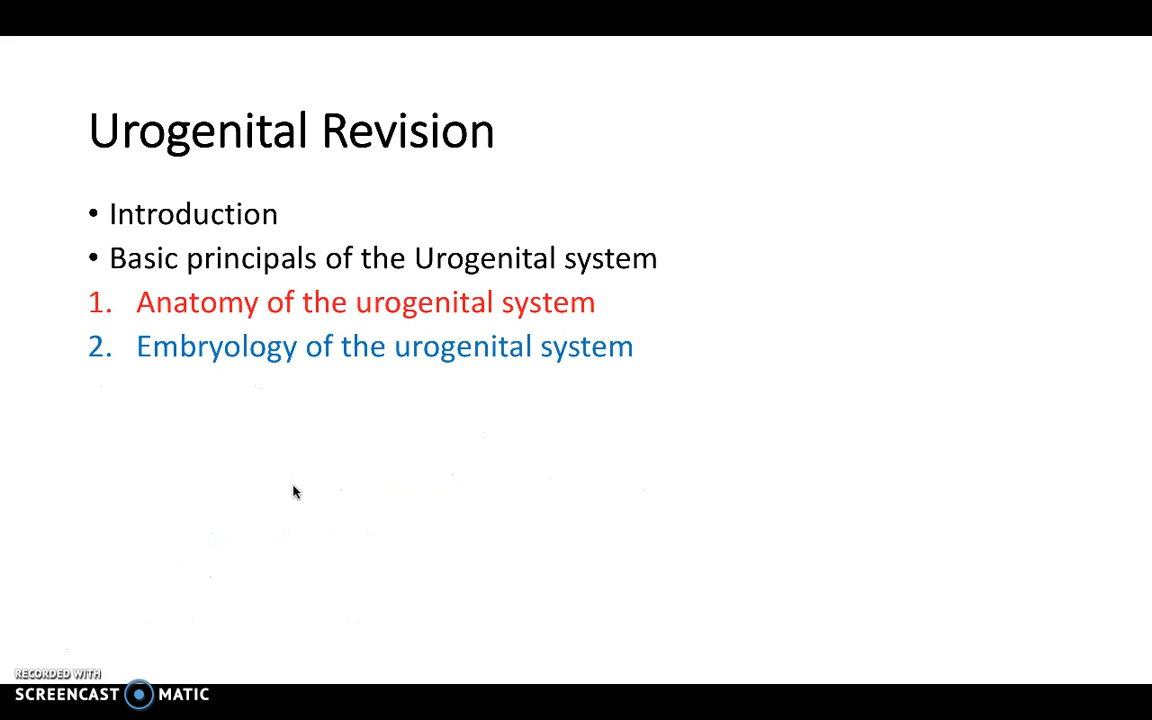 Urogenital Revision
• Introduction
• Basic principals of the Urogenital system
1. Anatomy of the urogenital system
2. Embryology of the urogenital system
RECORDED WITH
SCREENCAST MATIC